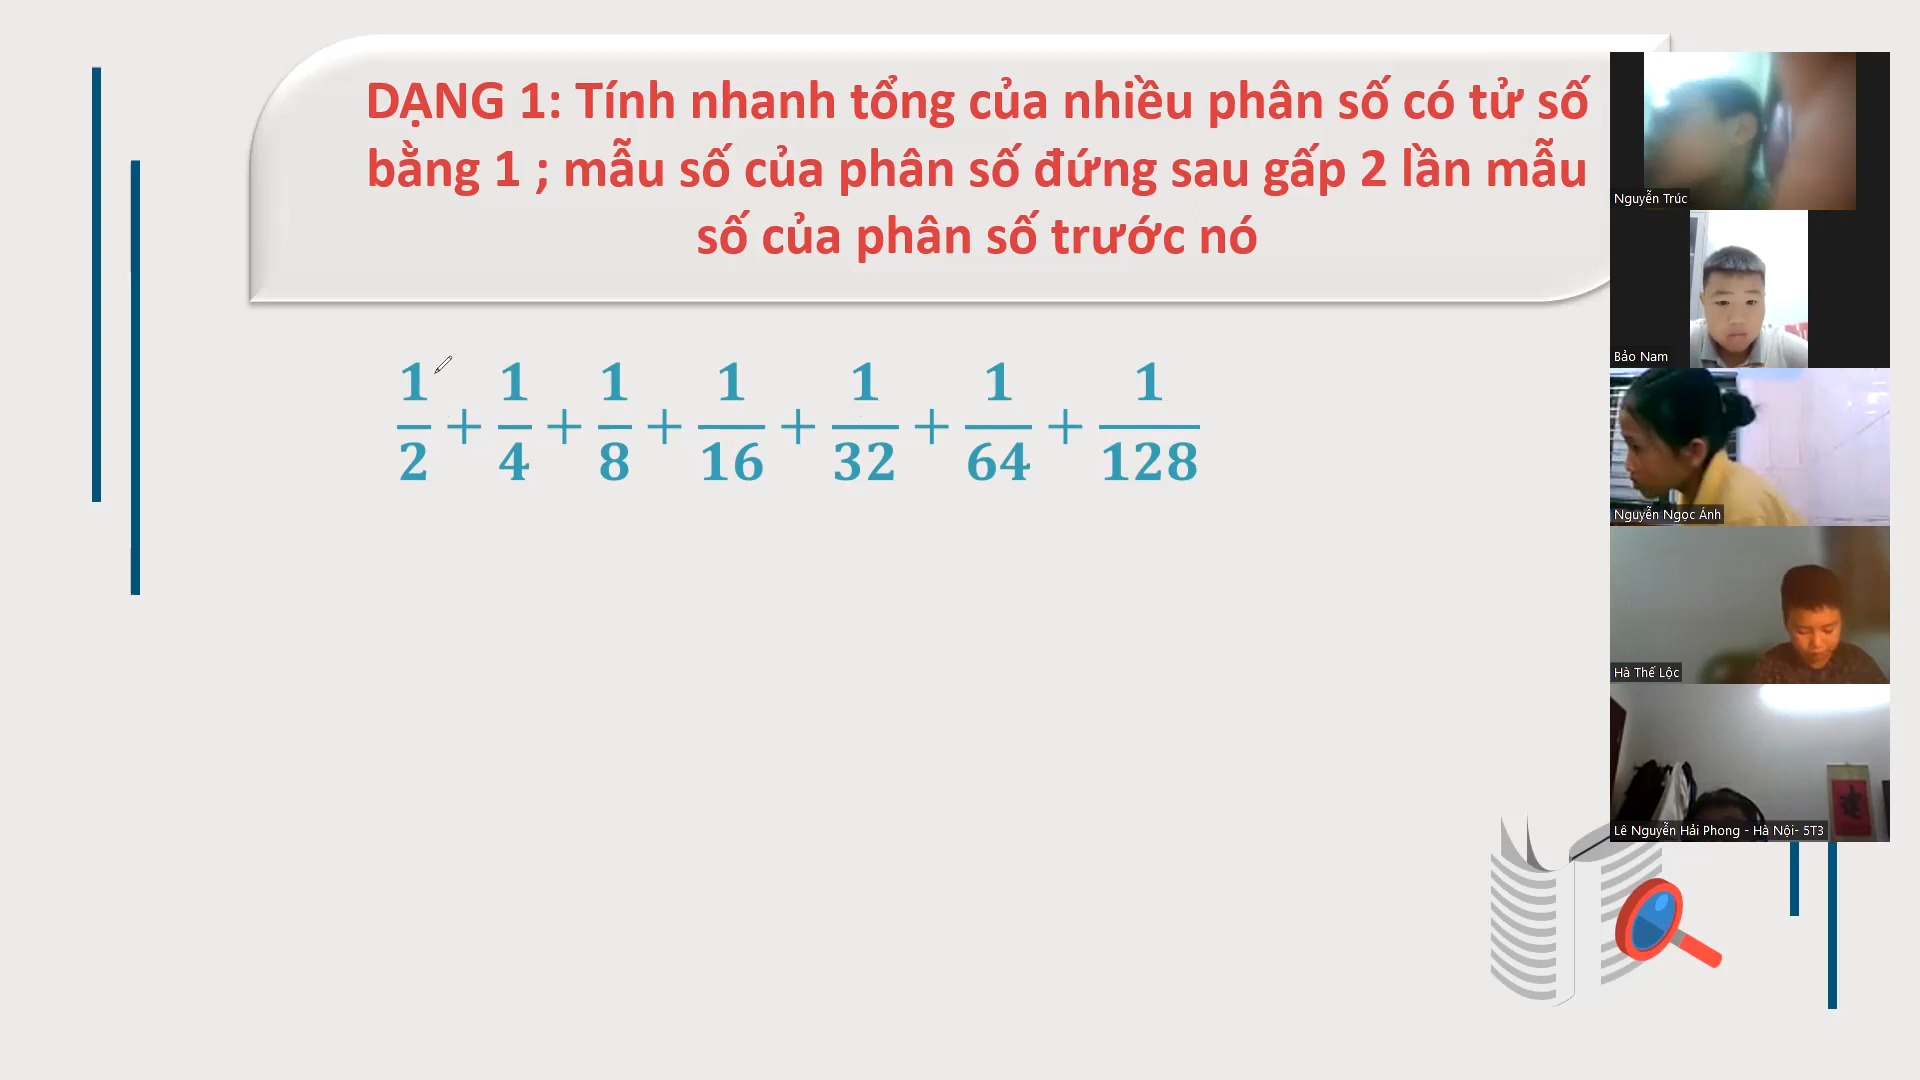 DẠNG 1: Tính nhanh tổng của nhiều phân số có tử số
bằng 1 ; mẫu số của phân số đứng sau gấp 2 lần mẫu
số của phân số trước nó
1/2 + 1/4 + 1/8 + 1/16 + 1/32 + 1/64 + 1/128
Nguyễn Trúc
Bảo Nam
Nguyễn Ngọc Ánh
Hà Thế Lộc
Lê Nguyễn Hải Phong - Hà Nội- 5T3